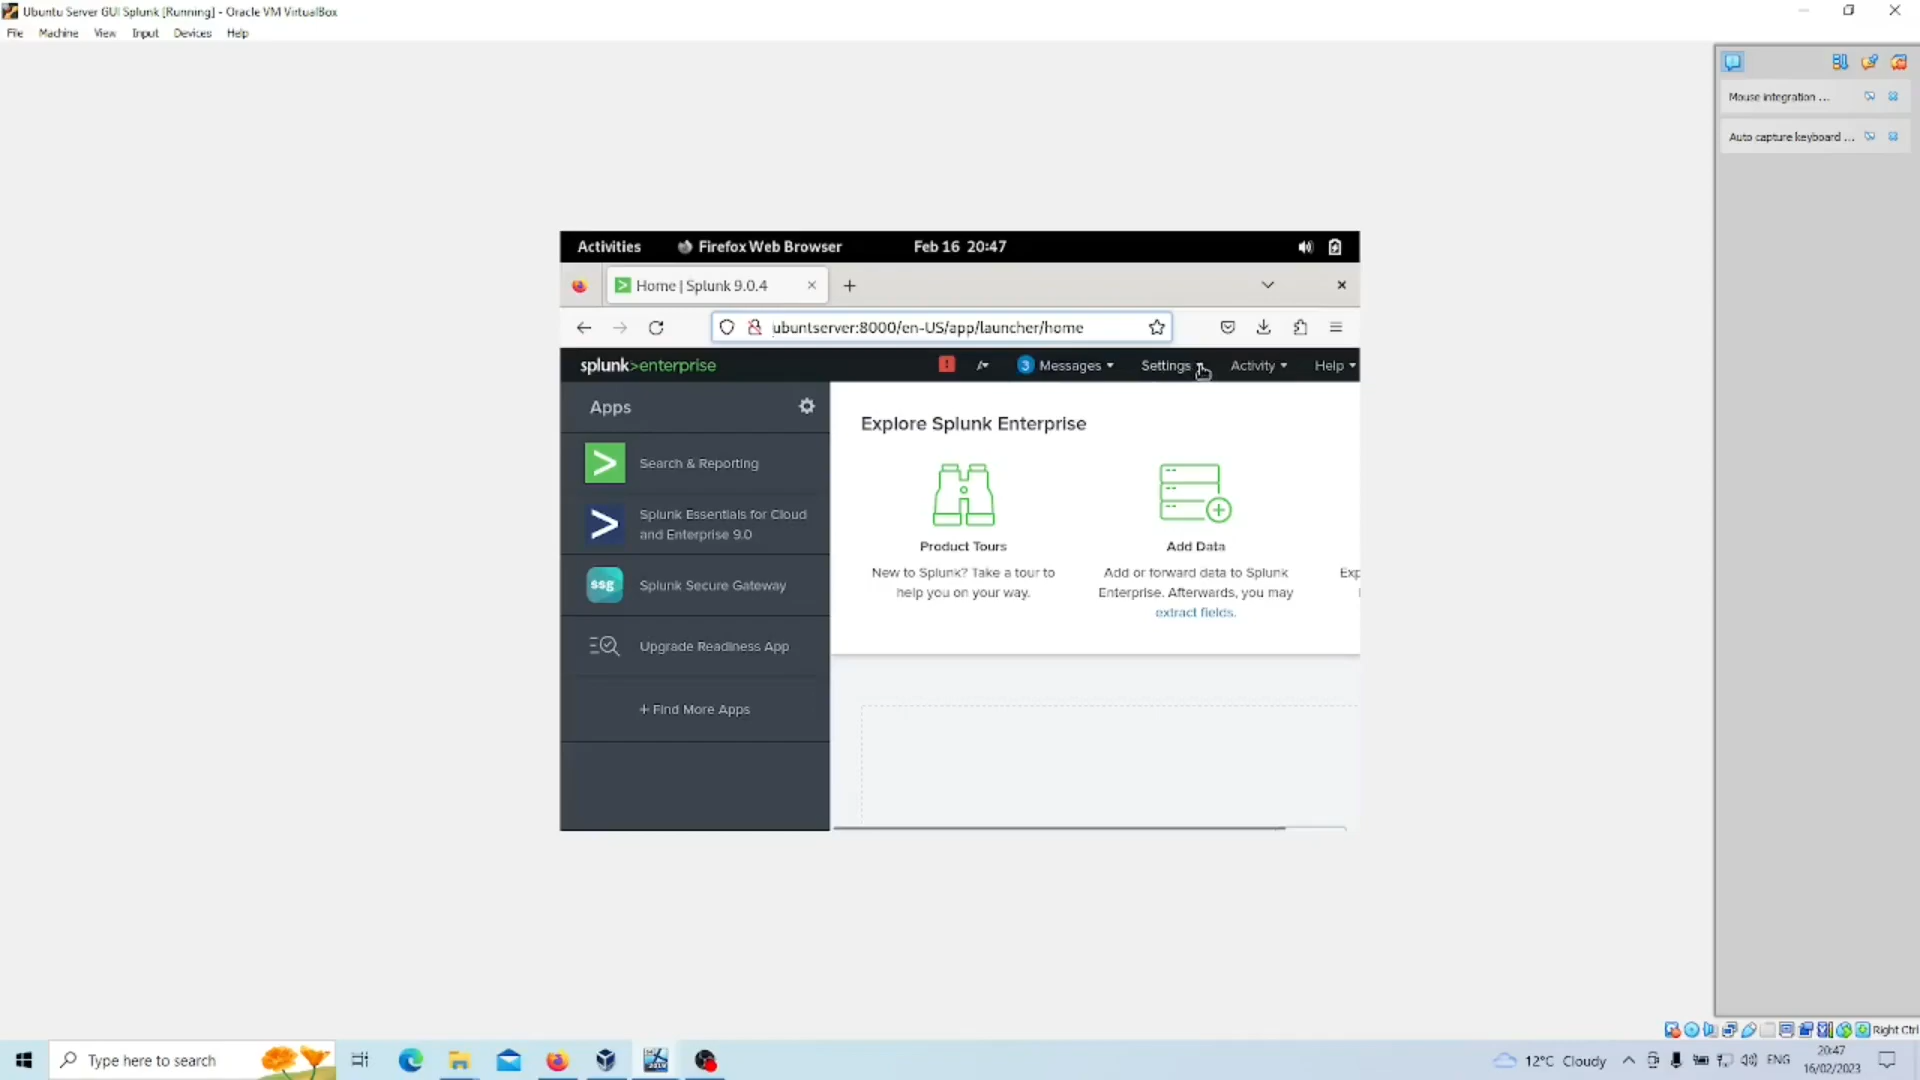 Ubuntu Server GUI Splunk [Running] - Oracle VM VirtualBox
File Machine View Input Devices Help
Mouse integration ...
Auto capture keyboard ...
Activities Firefox Web Browser Feb 16 20:47
Home | Splunk 9.0.4
ubuntserver:8000/en-US/app/launcher/home
splunk>enterprise ! 3 Messages Settings Activity Help
Apps
Explore Splunk Enterprise
Search & Reporting
Splunk Essentials for Cloud
and Enterprise 9.0
ssg Splunk Secure Gateway
Upgrade Readiness App
+ Find More Apps
Product Tours
New to Splunk? Take a tour to
help you on your way.
Add Data
Add or forward data to Splunk
Enterprise. Afterwards, you may
extract fields.
Exp
Right Ctrl
Type here to search
12°C Cloudy
ENG
20:47
16/02/2023